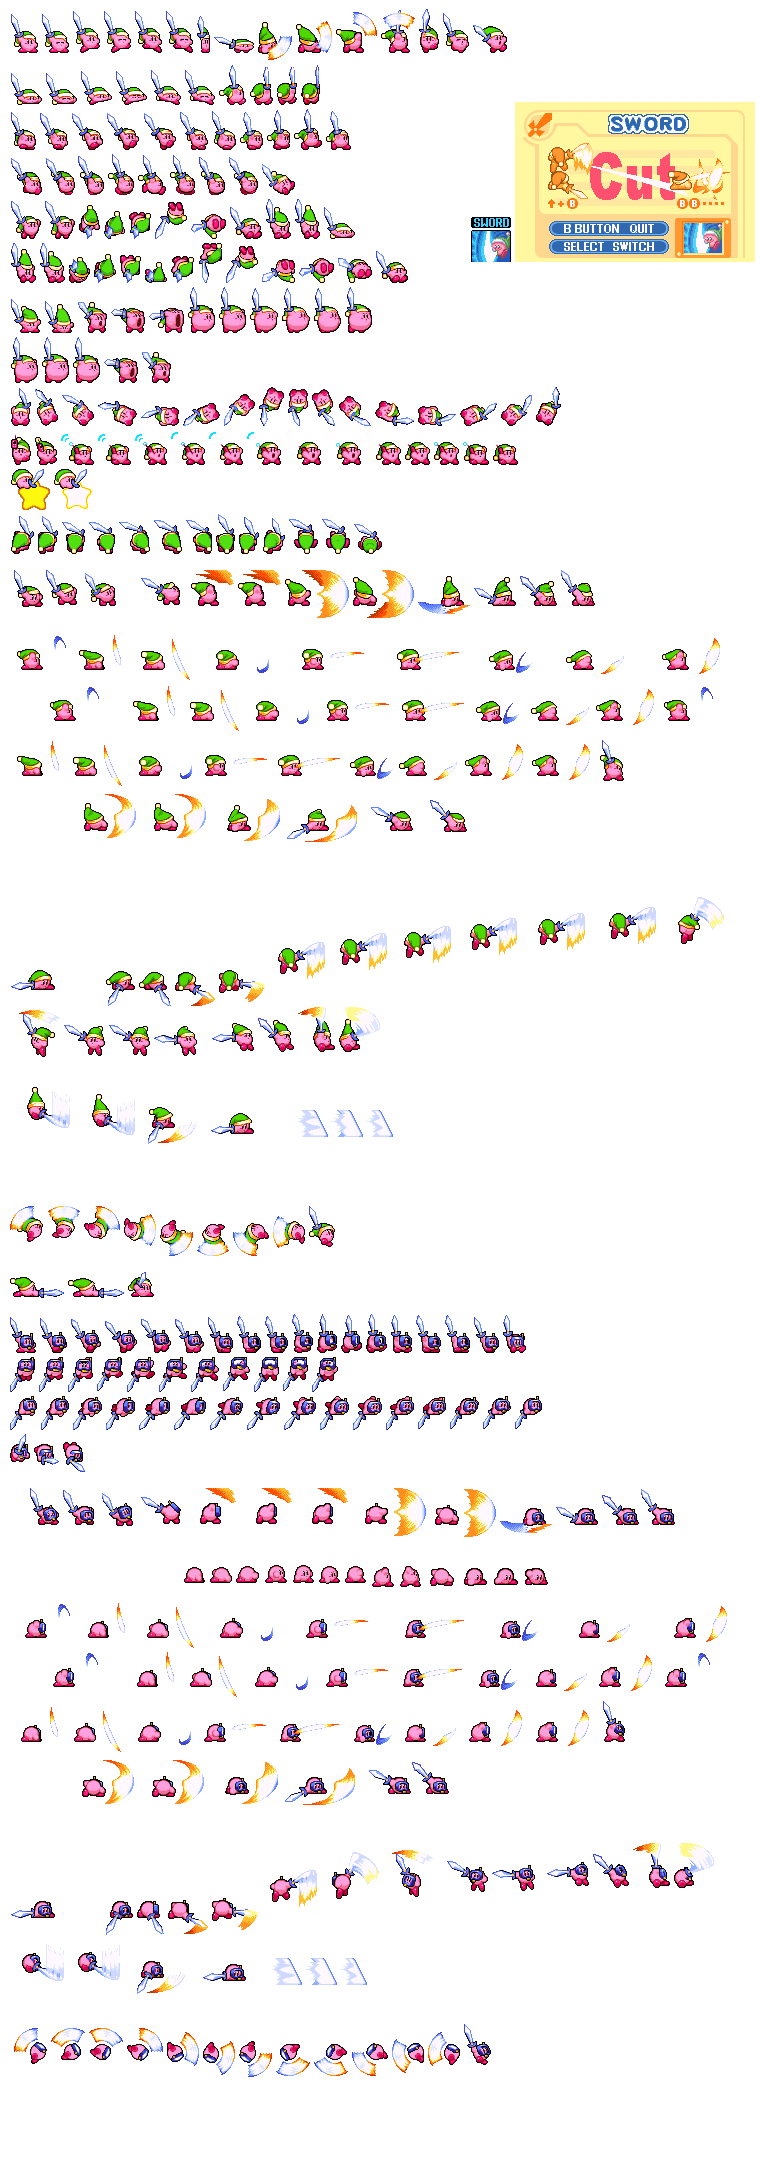 SWORD
Cut
↑+B
B B ·····
SWORD
B BUTTON QUIT
SELECT SWITCH